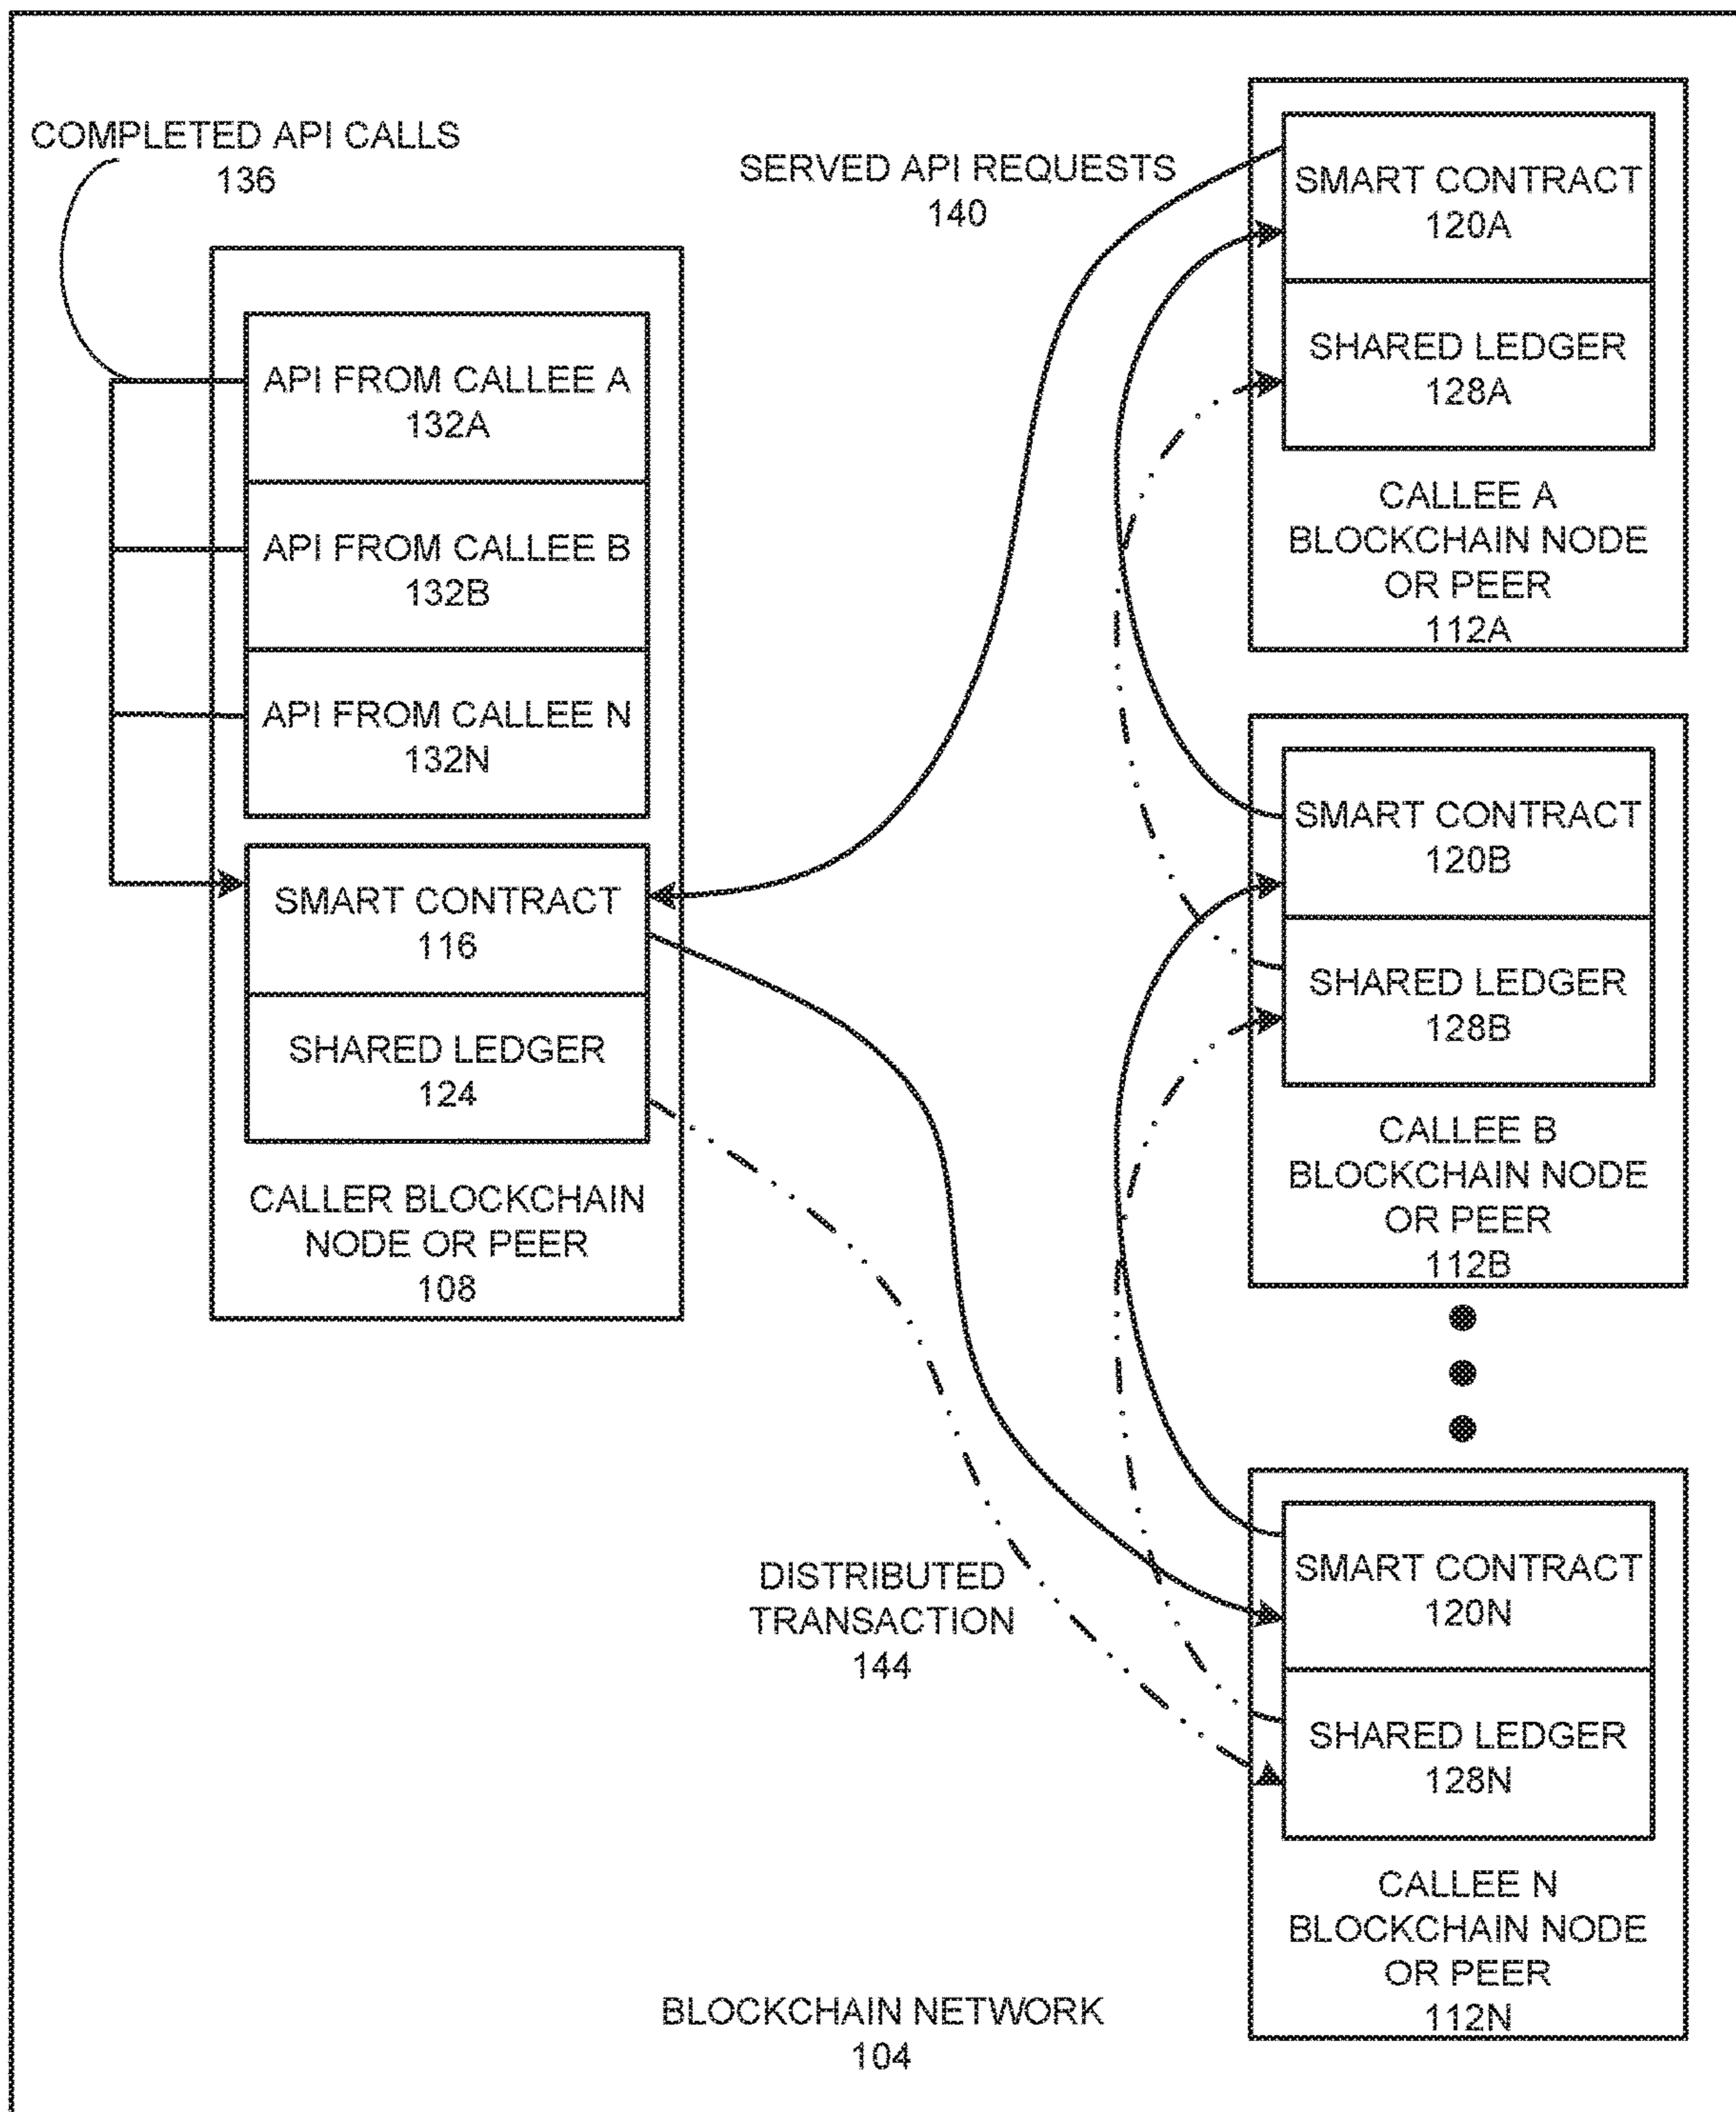 COMPLETED API CALLS
136
SERVED API REQUESTS
140
API FROM CALLEE A
132A
API FROM CALLEE B
132B
API FROM CALLEE N
132N
SMART CONTRACT
116
SHARED LEDGER
124
CALLER BLOCKCHAIN
NODE OR PEER
108
SMART CONTRACT
120A
SHARED LEDGER
128A
CALLEE A
BLOCKCHAIN NODE
OR PEER
112A
SMART CONTRACT
120B
SHARED LEDGER
128B
CALLEE B
BLOCKCHAIN NODE
OR PEER
112B
DISTRIBUTED
TRANSACTION
144
SMART CONTRACT
120N
SHARED LEDGER
128N
CALLEE N
BLOCKCHAIN NODE
OR PEER
112N
BLOCKCHAIN NETWORK
104